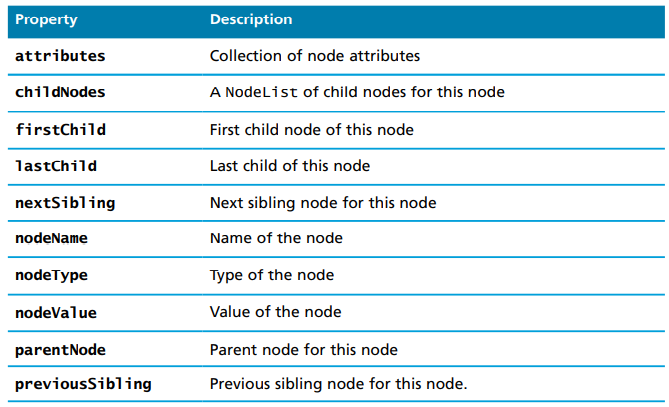 Property Description
attributes Collection of node attributes
childNodes A NodeList of child nodes for this node
firstChild First child node of this node
lastChild Last child of this node
nextSibling Next sibling node for this node
nodeName Name of the node
nodeType Type of the node
nodeValue Value of the node
parentNode Parent node for this node
previousSibling Previous sibling node for this node.